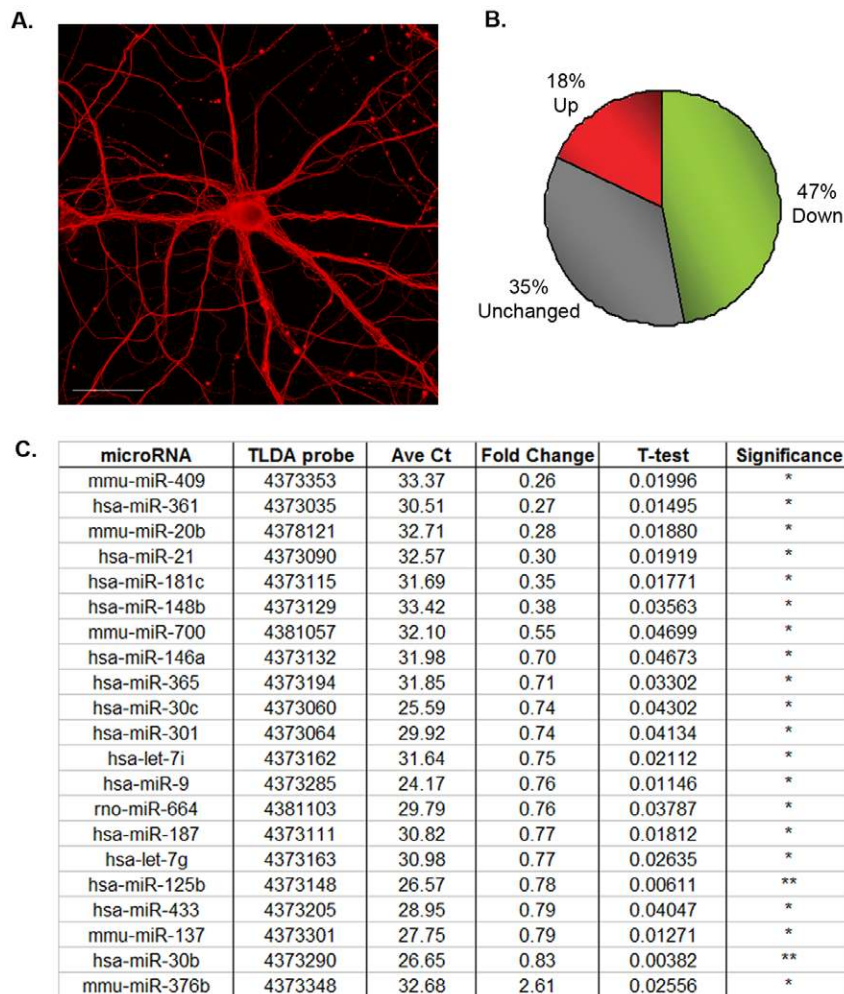 A.
B.
18%
Up
47%
Down
35%
Unchanged
C.
microRNA TLDA probe Ave Ct Fold Change T-test Significance
mmu-miR-409 4373353 33.37 0.26 0.01996 *
hsa-miR-361 4373035 30.51 0.27 0.01495 *
mmu-miR-20b 4378121 32.71 0.28 0.01880 *
hsa-miR-21 4373090 32.57 0.30 0.01919 *
hsa-miR-181c 4373115 31.69 0.35 0.01771 *
hsa-miR-148b 4373129 33.42 0.38 0.03563 *
mmu-miR-700 4381057 32.10 0.55 0.04699 *
hsa-miR-146a 4373132 31.98 0.70 0.04673 *
hsa-miR-365 4373194 31.85 0.71 0.03302 *
hsa-miR-30c 4373060 25.59 0.74 0.04302 *
hsa-miR-301 4373064 29.92 0.74 0.04134 *
hsa-let-7i 4373162 31.64 0.75 0.02112 *
hsa-miR-9 4373285 24.17 0.76 0.01146 *
rno-miR-664 4381103 29.79 0.76 0.03787 *
hsa-miR-187 4373111 30.82 0.77 0.01812 *
hsa-let-7g 4373163 30.98 0.77 0.02635 *
hsa-miR-125b 4373148 26.57 0.78 0.00611 **
hsa-miR-433 4373205 28.95 0.79 0.04047 *
mmu-miR-137 4373301 27.75 0.79 0.01271 *
hsa-miR-30b 4373290 26.65 0.83 0.00382 **
mmu-miR-376b 4373348 32.68 2.61 0.02556 *